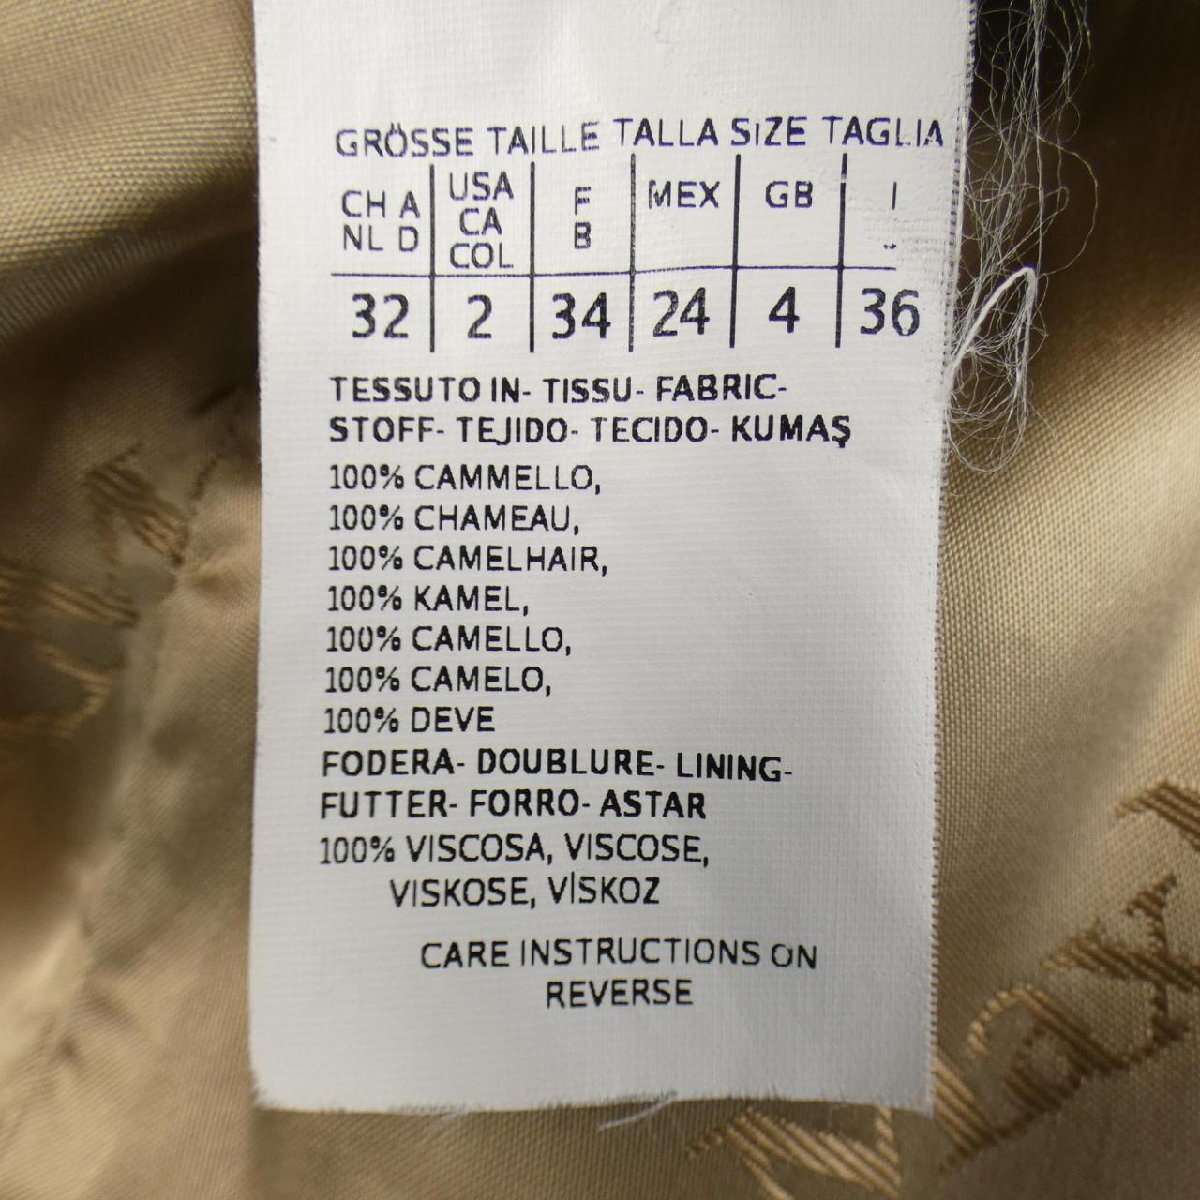 GRÖSSE TAILLE TALLA SIZE TAGLIA
CH A USA F MEX GB I
NL D CA B
COL
32 2 34 24 4 36
TESSUTO IN- TISSU- FABRIC-
STOFF- TEJIDO- TECIDO- KUMAŞ
100% CAMMELLO,
100% CHAMEAU,
100% CAMELHAIR,
100% KAMEL,
100% CAMELLO,
100% CAMELO,
100% DEVE
FODERA- DOUBLURE- LINING-
FUTTER- FORRO- ASTAR
100% VISCOSA, VISCOSE,
VISKOSE, VİSKOZ
CARE INSTRUCTIONS ON
REVERSE
Max